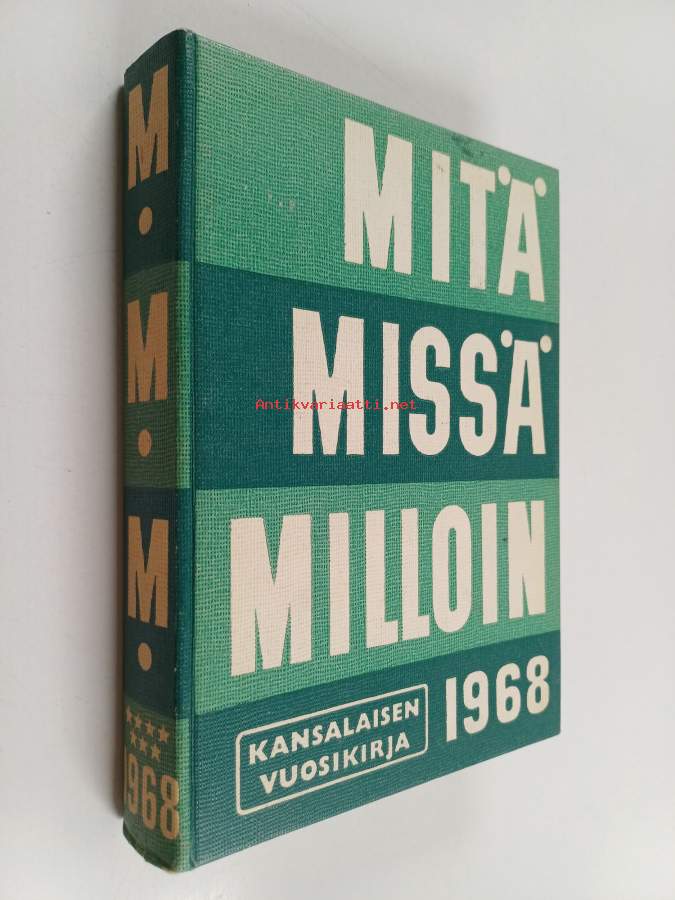 M.
M.
M.
1968
MITÄ
MISSÄ
MILLOIN
1968
KANSALAISEN
VUOSIKIRJA
Antikvariaatti.net